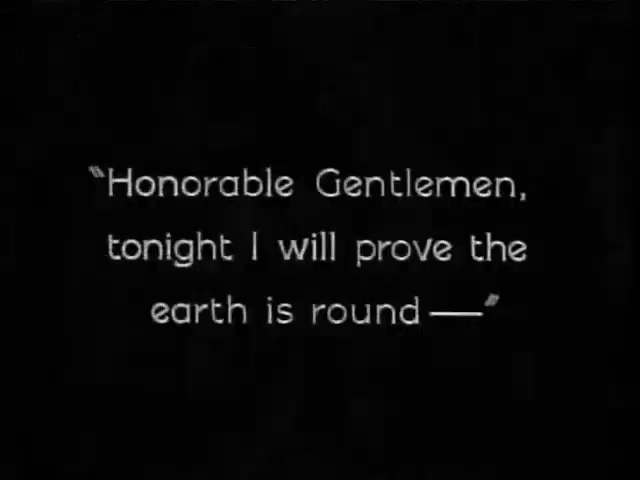 "Honorable Gentlemen,
tonight I will prove the
earth is round —"